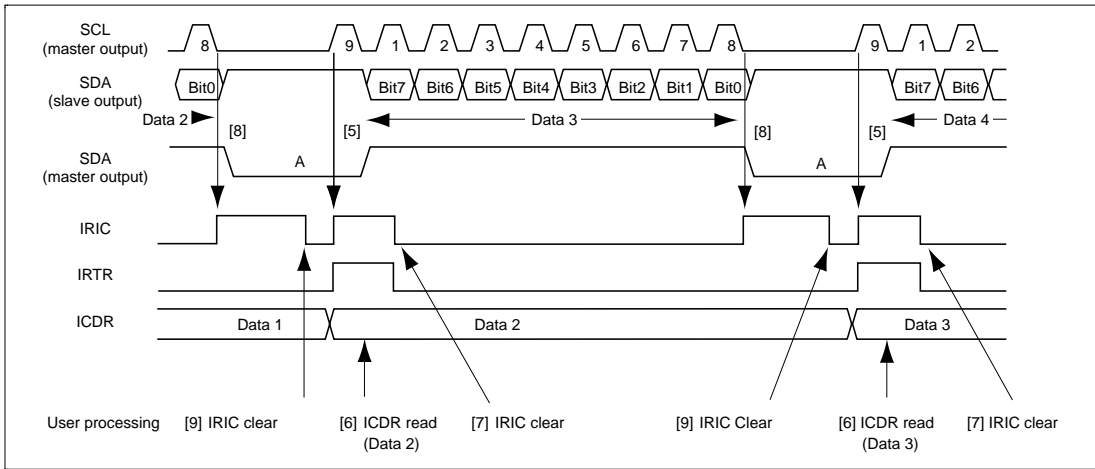 SCL
(master output)
8 9 1 2 3 4 5 6 7 8 9 1 2
SDA
(slave output)
Bit0 Bit7 Bit6 Bit5 Bit4 Bit3 Bit2 Bit1 Bit0 Bit7 Bit6
Data 2 [8] [5] Data 3 [8] [5] Data 4
SDA
(master output)
A A
IRIC
IRTR
ICDR
Data 1 Data 2 Data 3
User processing [9] IRIC clear [6] ICDR read [7] IRIC clear [9] IRIC Clear [6] ICDR read [7] IRIC clear
(Data 2) (Data 3)